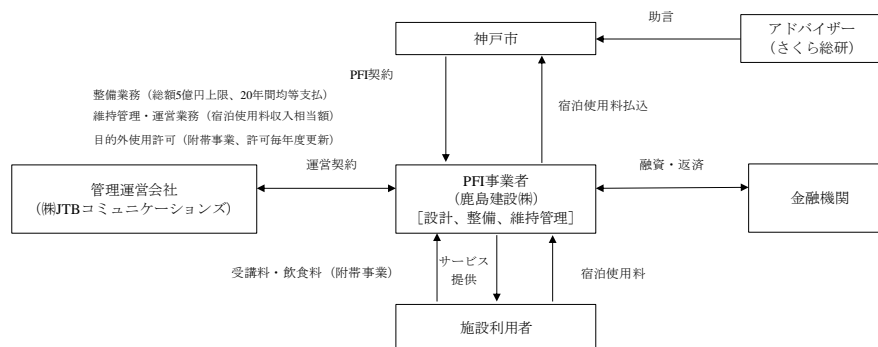 助言
神戸市
アドバイザー
（さくら総研）
PFI契約
整備業務（総額5億円上限、20年間均等支払）
維持管理・運営業務（宿泊使用料収入相当額）
宿泊使用料払込
目的外使用許可（附帯事業、許可毎年度更新）
運営契約
融資・返済
管理運営会社
（㈱JTBコミュニケーションズ）
PFI事業者
（鹿島建設㈱）
［設計、整備、維持管理］
金融機関
受講料・飲食料（附帯事業）
サービス
提供
宿泊使用料
施設利用者